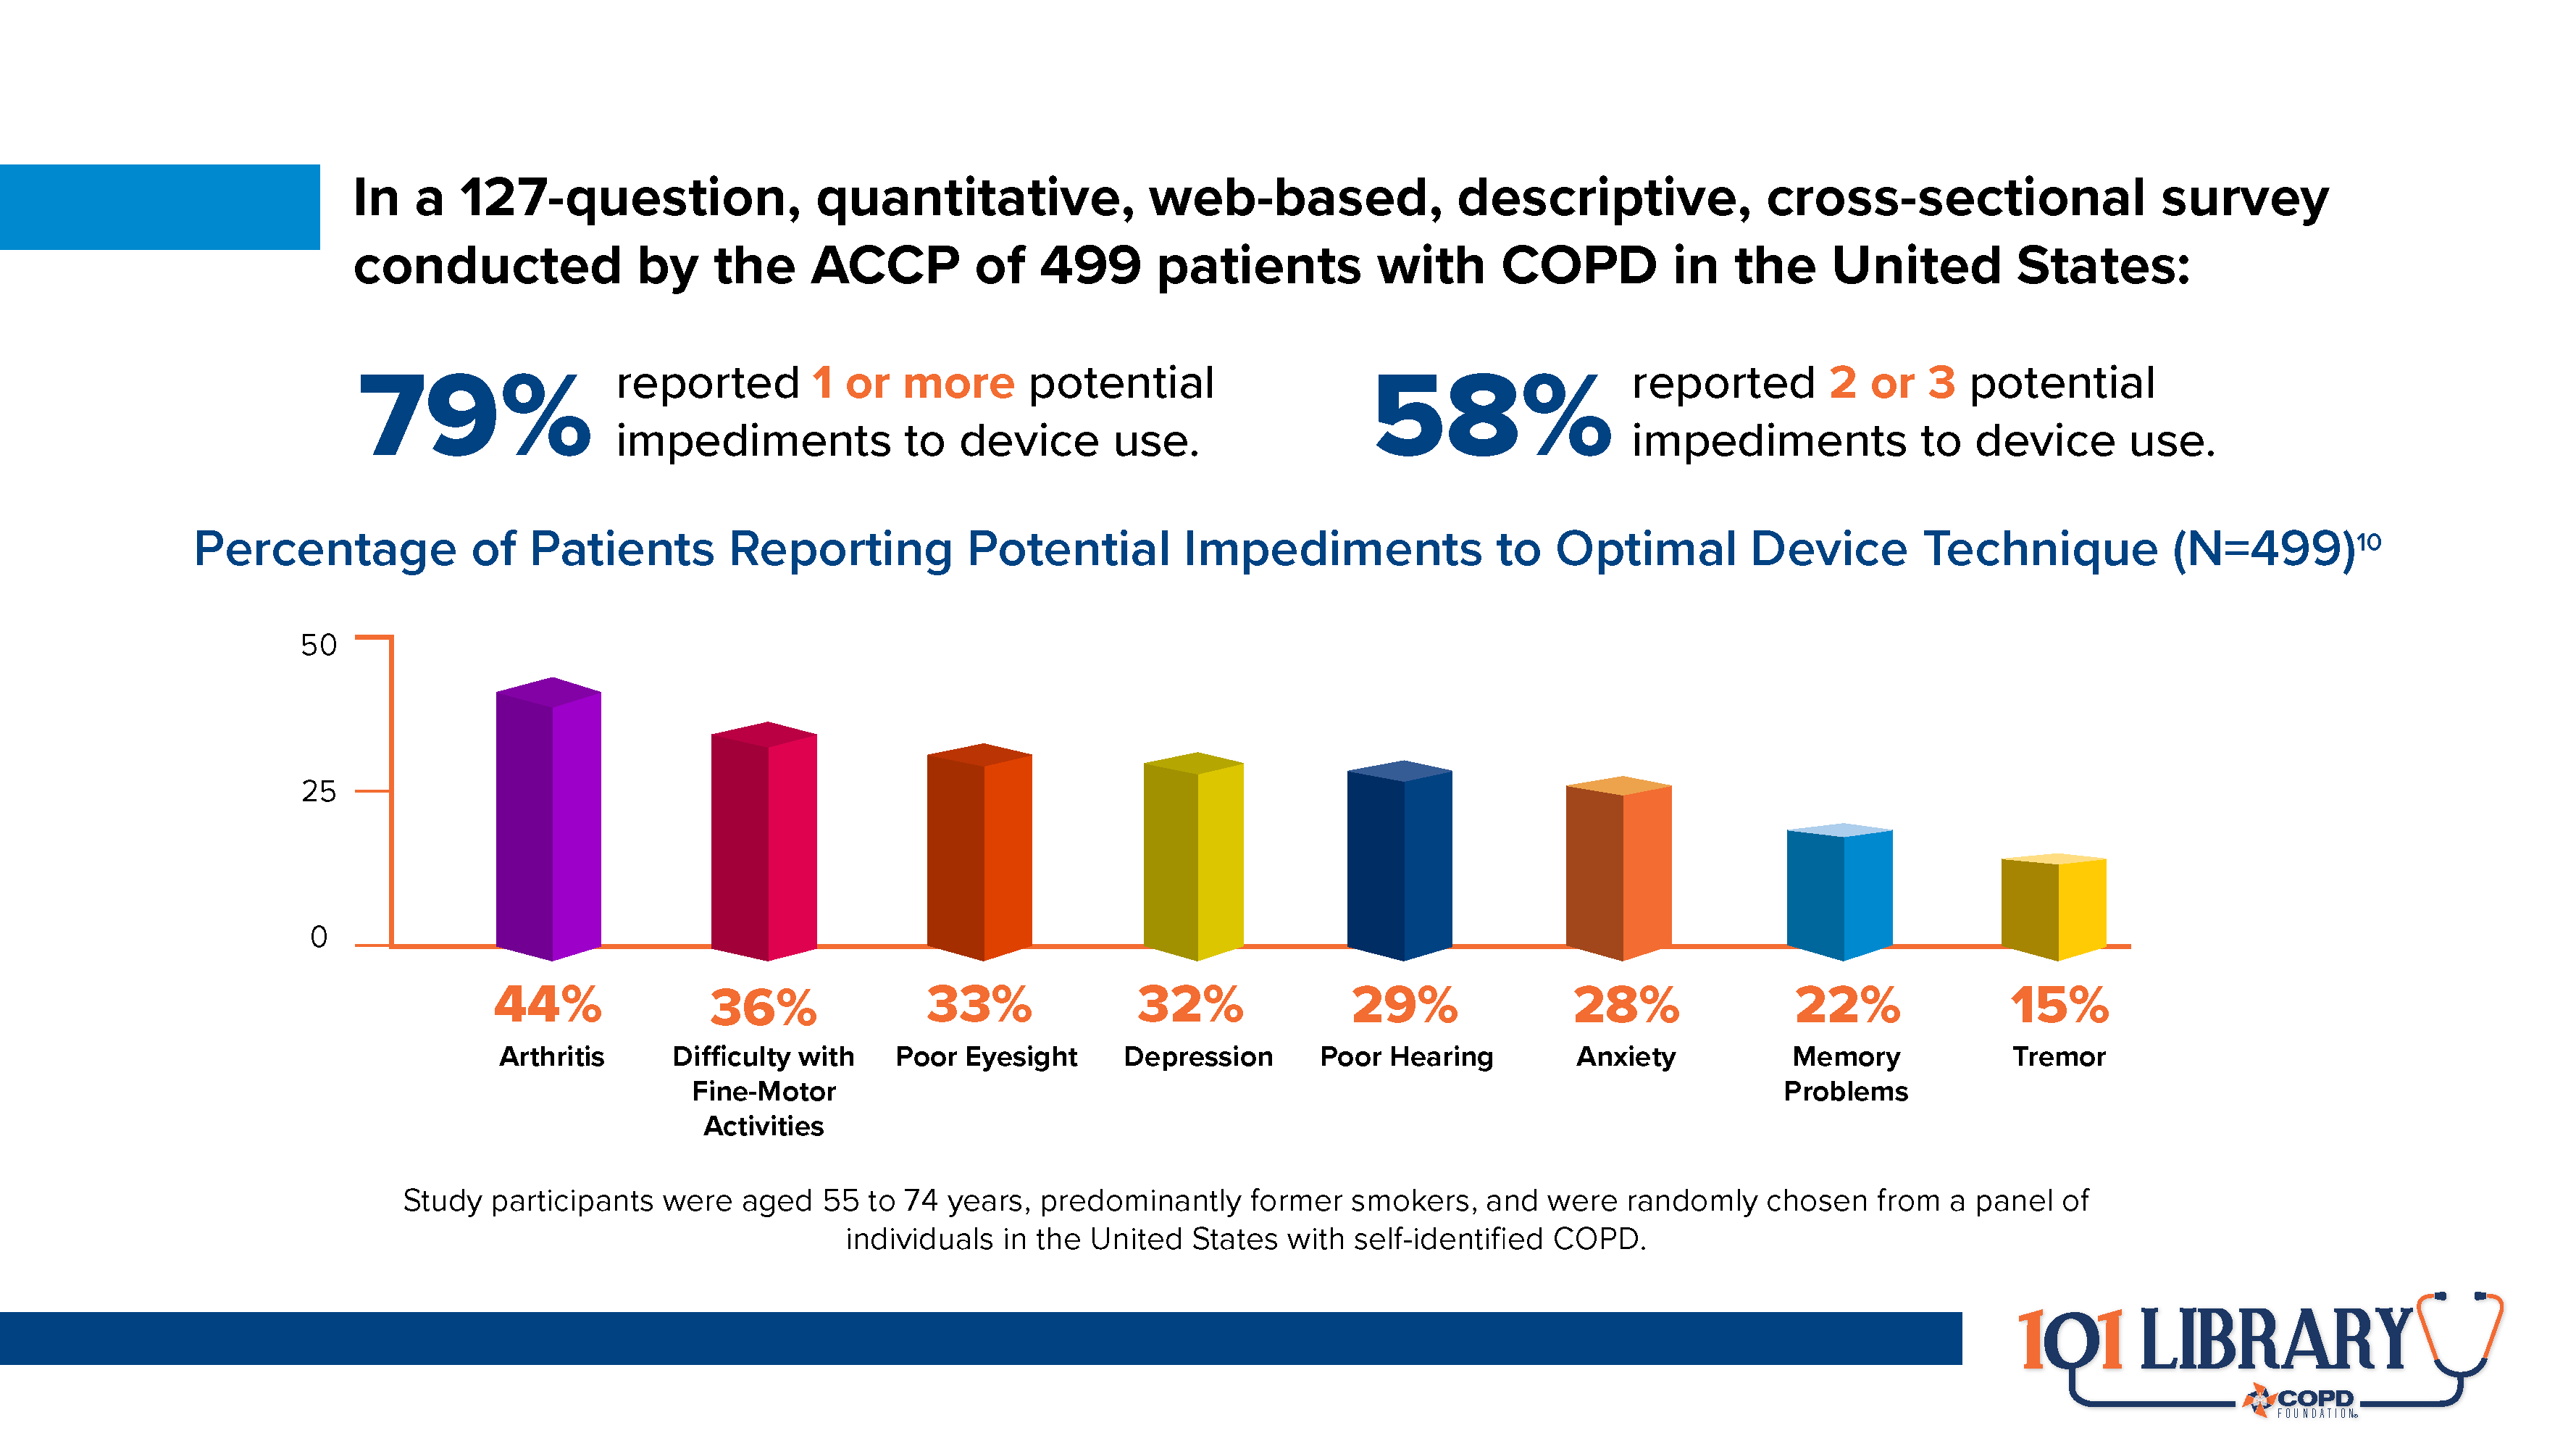 In a 127-question, quantitative, web-based, descriptive, cross-sectional survey
conducted by the ACCP of 499 patients with COPD in the United States:
79% reported 1 or more potential
impediments to device use.
58% reported 2 or 3 potential
impediments to device use.
Percentage of Patients Reporting Potential Impediments to Optimal Device Technique (N=499)10
50
25
0
44% 36% 33% 32% 29% 28% 22% 15%
Arthritis Difficulty with Poor Eyesight Depression Poor Hearing Anxiety Memory Tremor
Fine-Motor Problems
Activities
Study participants were aged 55 to 74 years, predominantly former smokers, and were randomly chosen from a panel of
individuals in the United States with self-identified COPD.
101 LIBRARY
COPD
FOUNDATION®